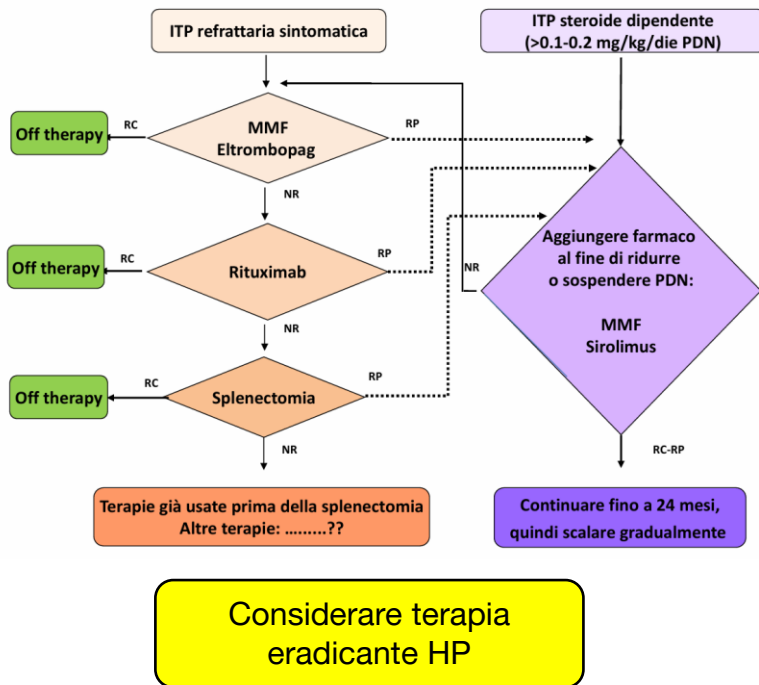 ITP refrattaria sintomatica
ITP steroide dipendente
(>0.1-0.2 mg/kg/die PDN)
Off therapy
RC
MMF
Eltrombopag
RP
NR
Off therapy
RC
Rituximab
RP
NR
Aggiungere farmaco
al fine di ridurre
o sospendere PDN:
MMF
Sirolimus
NR
Off therapy
RC
Splenectomia
RP
NR
RC-RP
Terapie già usate prima della splenectomia
Altre terapie: .........??
Continuare fino a 24 mesi,
quindi scalare gradualmente
Considerare terapia
eradicante HP